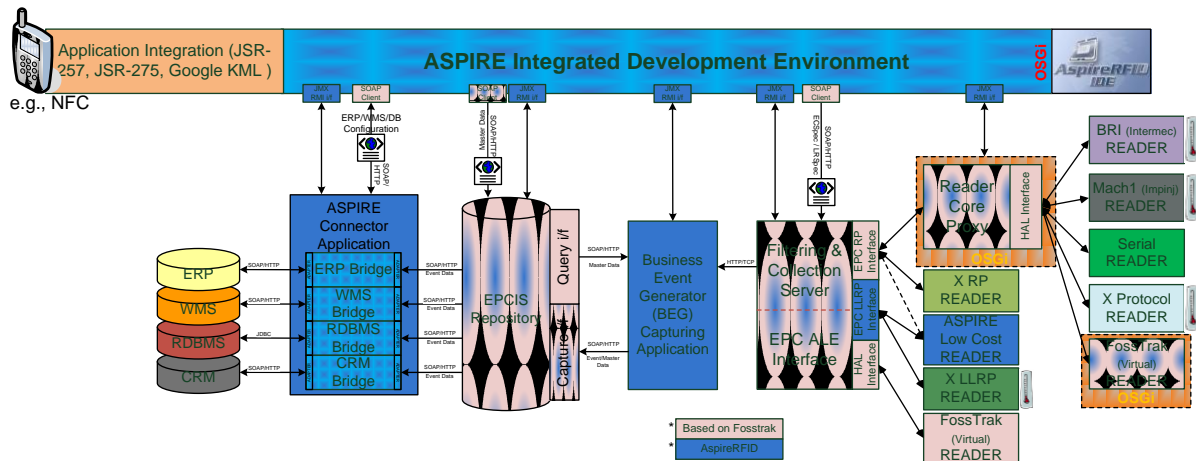 Application Integration (JSR-
257, JSR-275, Google KML )
e.g., NFC
ASPIRE Integrated Development Environment
OSGi
AspireRFID
IDE
JMX
RMI i/f
SOAP
Client
SOAP
Client
JMX
RMI i/f
JMX
RMI i/f
JMX
RMI i/f
SOAP
Client
JMX
RMI i/f
ERP/WMS/DB
Configuration
SOAP/
HTTP
Master Data
SOAP/HTTP
ECSpec / LRSpec
SOAP/HTTP
ERP
WMS
RDBMS
CRM
SOAP/HTTP
SOAP/HTTP
JDBC
SOAP/HTTP
ASPIRE
Connector
Application
ERP Bridge
WMS
Bridge
RDBMS
Bridge
CRM
Bridge
SOAP/HTTP
Event Data
SOAP/HTTP
Event Data
SOAP/HTTP
Event Data
SOAP/HTTP
Event Data
EPCIS
Repository
Query i/f
Capture i/f
SOAP/HTTP
Master Data
SOAP/HTTP
Event/Master
Data
Business
Event
Generator
(BEG)
Capturing
Application
HTTP/TCP
Filtering &
Collection
Server
EPC ALE
Interface
EPC RP
Interface
EPC LLRP
Interface
HAL
Interface
Reader
Core
Proxy
HAL Interface
OSGi
X RP
READER
ASPIRE
Low Cost
READER
X LLRP
READER
FossTrak
(Virtual)
READER
BRI (Intermec)
READER
Mach1 (Impinj)
READER
Serial
READER
X Protocol
READER
FossTrak
(Virtual)
READER
OSGi
* Based on Fosstrak
* AspireRFID